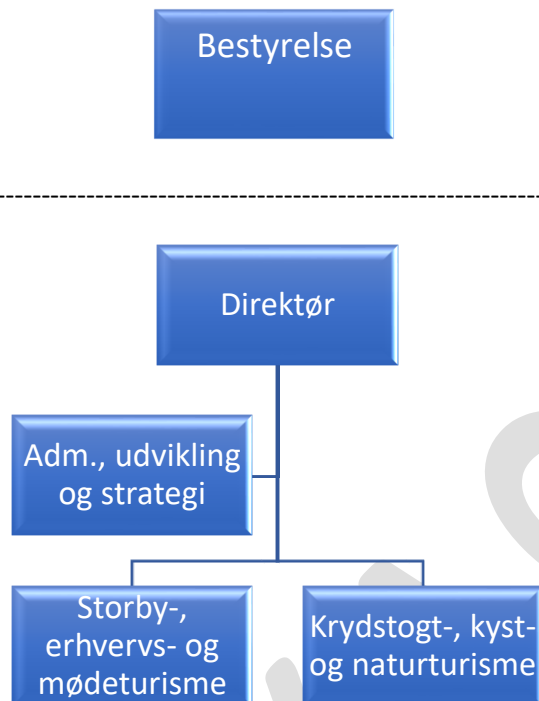 Bestyrelse
Direktør
Adm., udvikling
og strategi
Storby-,
erhvervs- og
mødeturisme
Krydstogt-, kyst-
og naturturisme